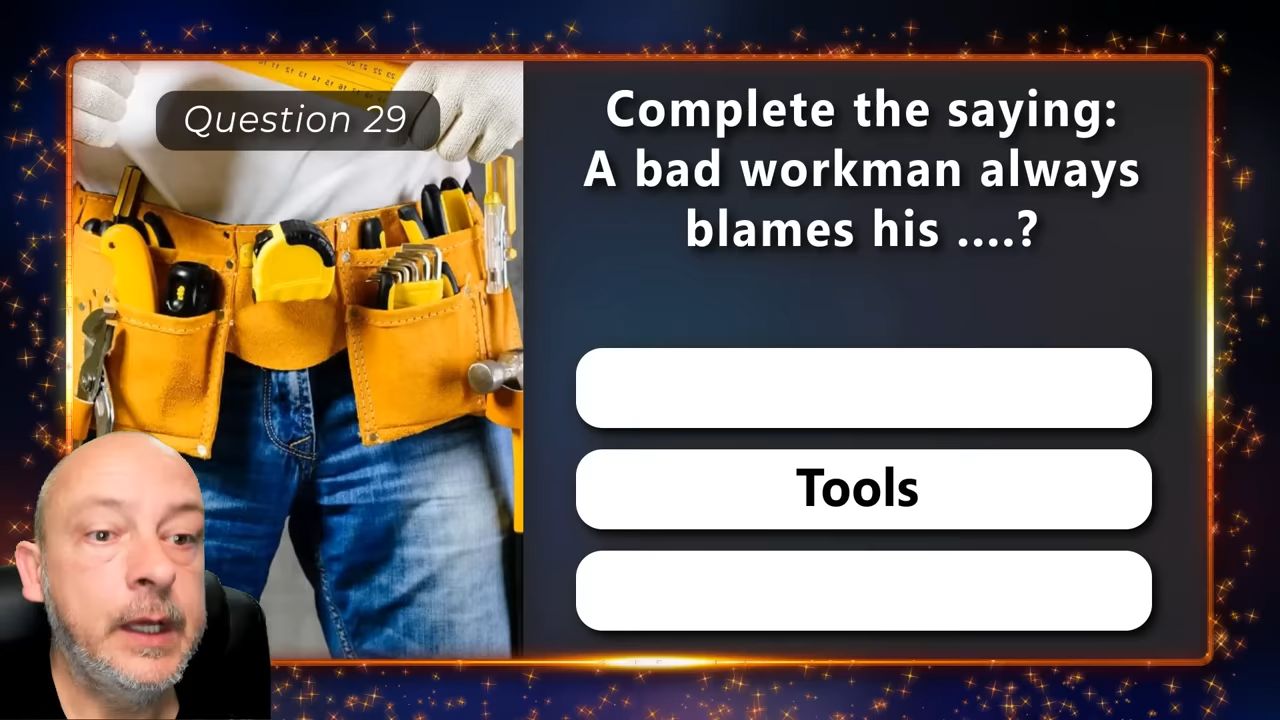 Question 29
Complete the saying:
A bad workman always
blames his ....?
Tools